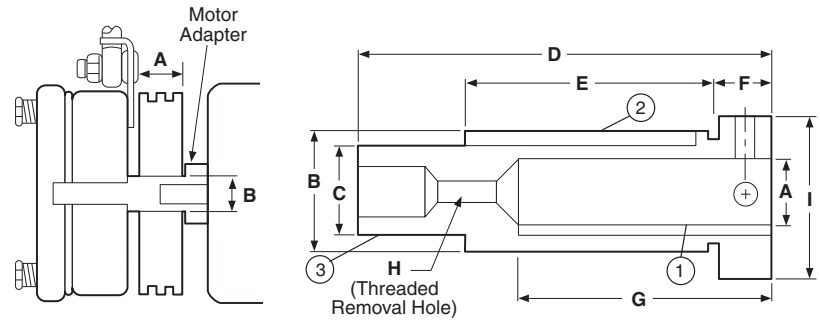 Motor
Adapter
A
B
D
E
F
2
B
C
A
I
3
H
(Threaded
Removal Hole)
1
G